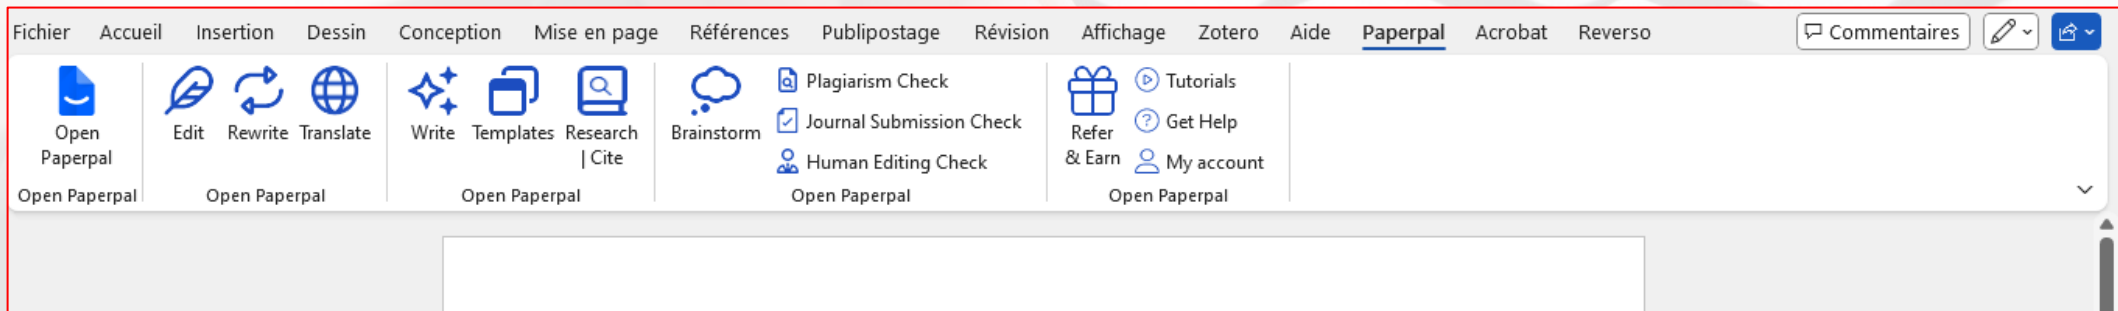 Fichier Accueil Insertion Dessin Conception Mise en page Références Publipostage Révision Affichage Zotero Aide Paperpal Acrobat Reverso Commentaires
Open Paperpal
Edit Rewrite Translate
Write Templates Research | Cite
Brainstorm
Plagiarism Check
Journal Submission Check
Human Editing Check
Refer & Earn
Tutorials
Get Help
My account
Open Paperpal Open Paperpal Open Paperpal Open Paperpal Open Paperpal